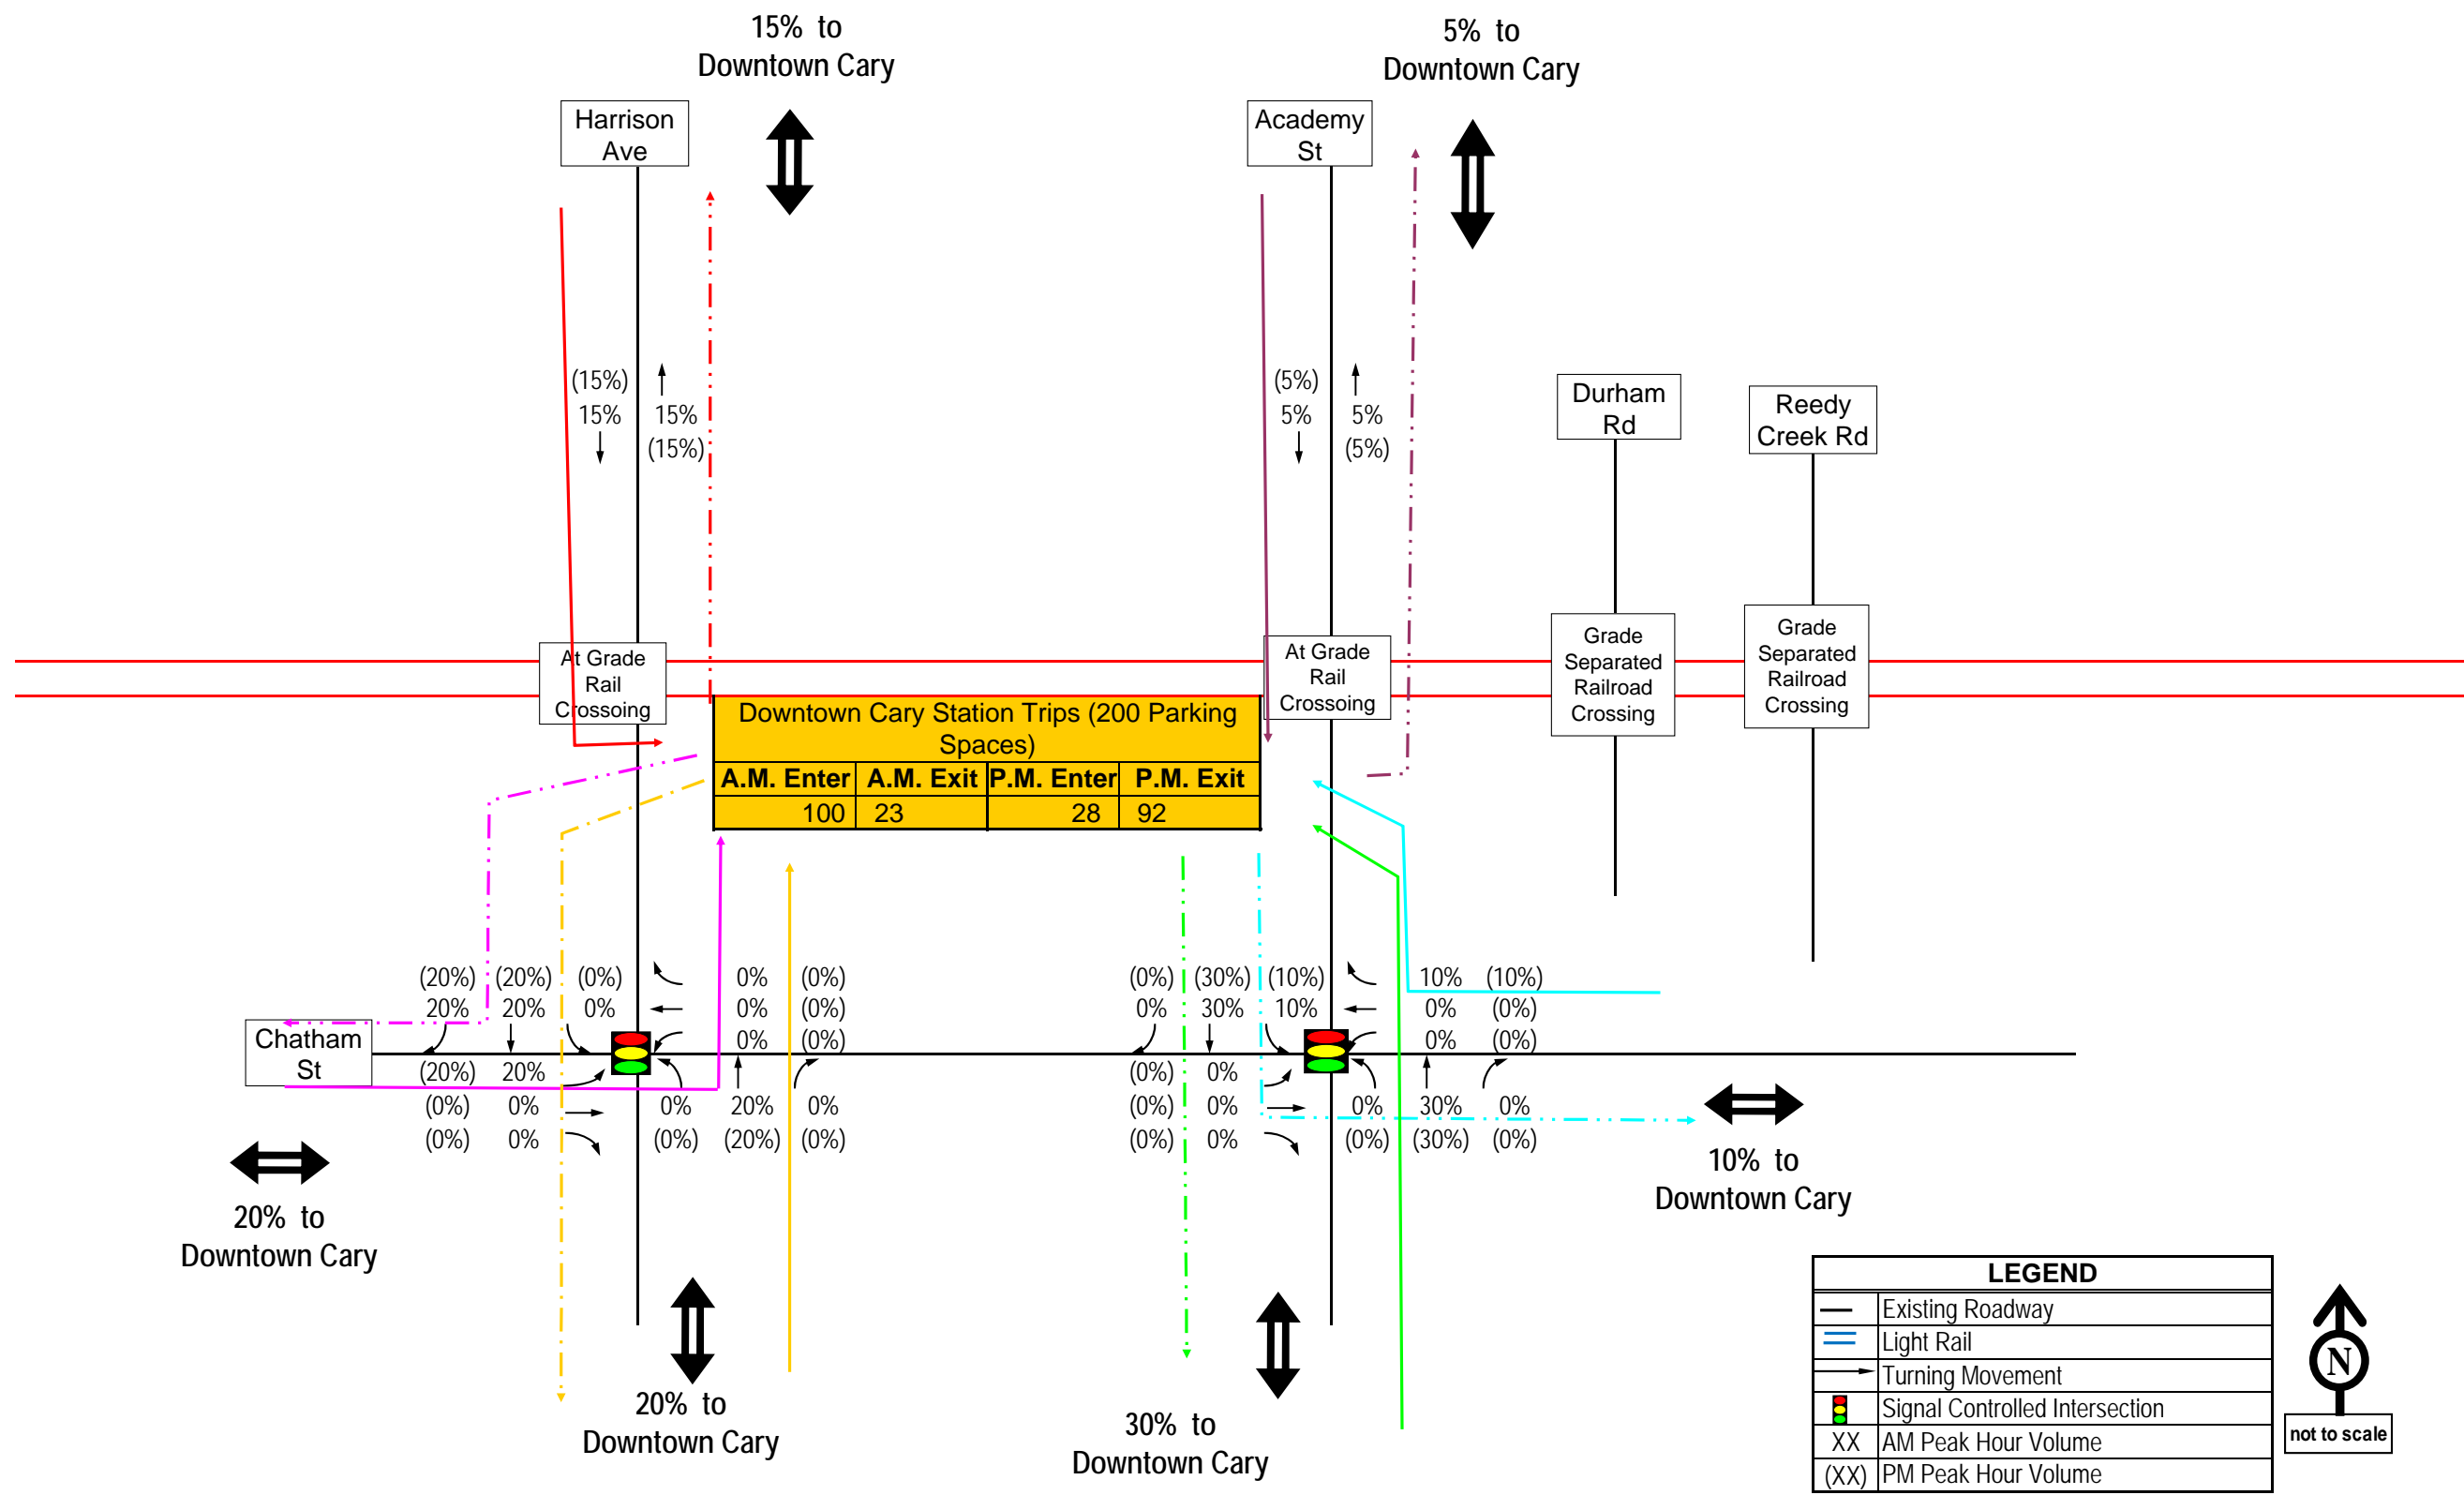 15% to
Downtown Cary
5% to
Downtown Cary
Harrison
Ave
Academy
St
(15%)
15% 15%
(15%)
(5%)
5% 5%
(5%)
Durham
Rd
Reedy
Creek Rd
At Grade
Rail
Crossoing
At Grade
Rail
Crossoing
Grade
Separated
Railroad
Crossing
Grade
Separated
Railroad
Crossing
Downtown Cary Station Trips (200 Parking
Spaces)
A.M. Enter A.M. Exit P.M. Enter P.M. Exit
100 23 28 92
(20%) (20%) (0%) 0% (0%)
20% 20% 0% 0% (0%)
0% (0%)
Chatham
St
(20%) 20%
(0%) 0% 0% 20% 0%
(0%) 0% (0%) (20%) (0%)
(0%) (30%) (10%) 10% (10%)
0% 30% 10% 0% (0%)
0% (0%)
(0%) 0%
(0%) 0% 0% 30% 0%
(0%) 0% (0%) (30%) (0%)
20% to
Downtown Cary
10% to
Downtown Cary
20% to
Downtown Cary
30% to
Downtown Cary
LEGEND
Existing Roadway
Light Rail
Turning Movement
Signal Controlled Intersection
XX AM Peak Hour Volume
(XX) PM Peak Hour Volume
N
not to scale